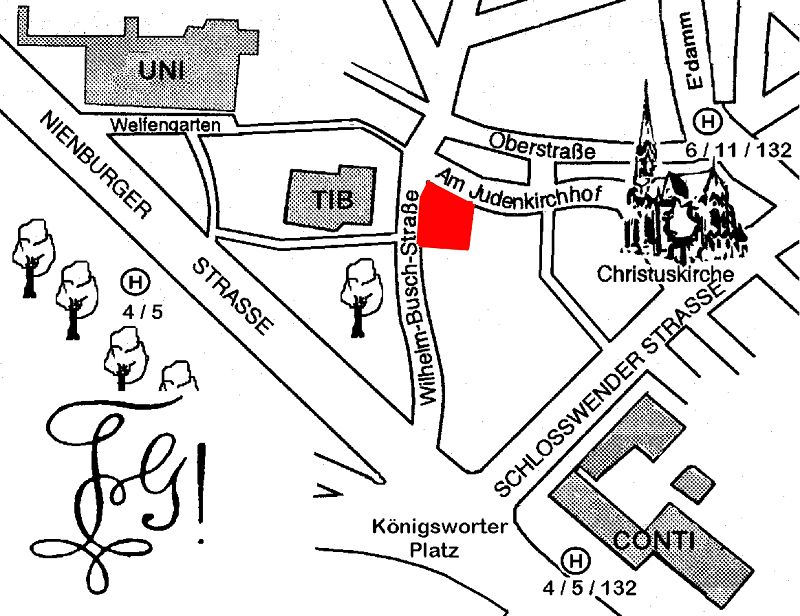 UNI
E'damm
Welfengarten
H
6 / 11 / 132
Oberstraße
NIENBURGER STRASSE
TIB
Am Judenkirchhof
Wilhelm-Busch-Straße
Christuskirche
H
4 / 5
SCHLOSSWENDER STRASSE
G!
Königsworter
Platz
CONTI
H
4 / 5 / 132